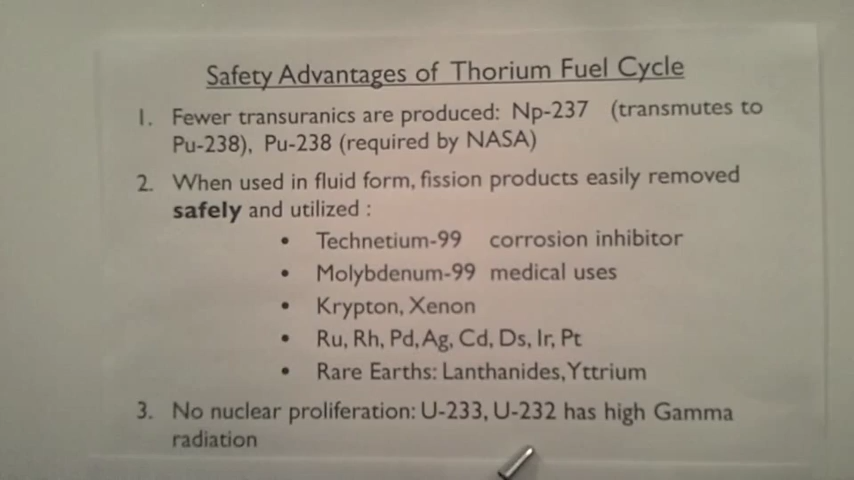 Safety Advantages of Thorium Fuel Cycle
1. Fewer transuranics are produced: Np-237 (transmutes to
Pu-238), Pu-238 (required by NASA)
2. When used in fluid form, fission products easily removed
safely and utilized :
• Technetium-99 corrosion inhibitor
• Molybdenum-99 medical uses
• Krypton, Xenon
• Ru, Rh, Pd, Ag, Cd, Ds, Ir, Pt
• Rare Earths: Lanthanides, Yttrium
3. No nuclear proliferation: U-233, U-232 has high Gamma
radiation